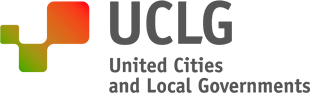 UCLG
United Cities
and Local Governments